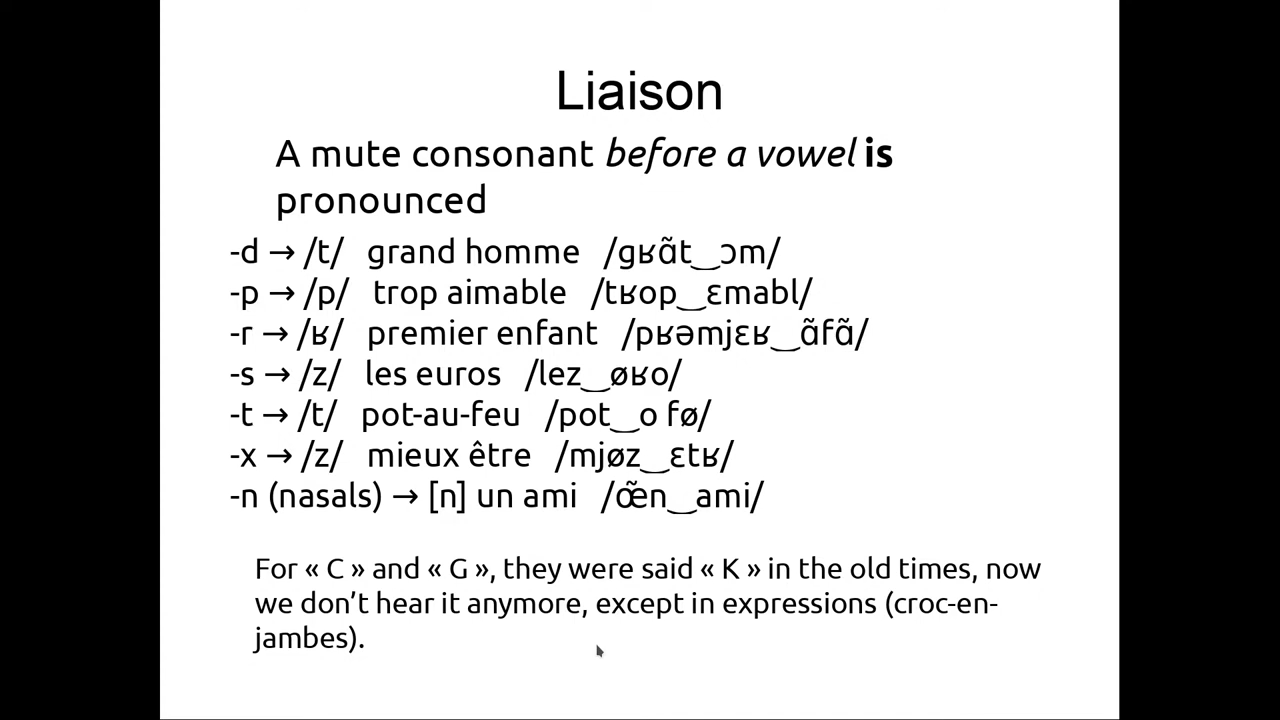 Liaison
A mute consonant before a vowel is
pronounced
-d → /t/ grand homme /gʁɑ̃t‿ɔm/
-p → /p/ trop aimable /tʁop‿ɛmabl/
-r → /ʁ/ premier enfant /pʁəmjɛʁ‿ɑ̃fɑ̃/
-s → /z/ les euros /lez‿øʁo/
-t → /t/ pot-au-feu /pot‿o fø/
-x → /z/ mieux être /mjøz‿ɛtʁ/
-n (nasals) → [n] un ami /œ̃n‿ami/
For « C » and « G », they were said « K » in the old times, now
we don’t hear it anymore, except in expressions (croc-en-
jambes).